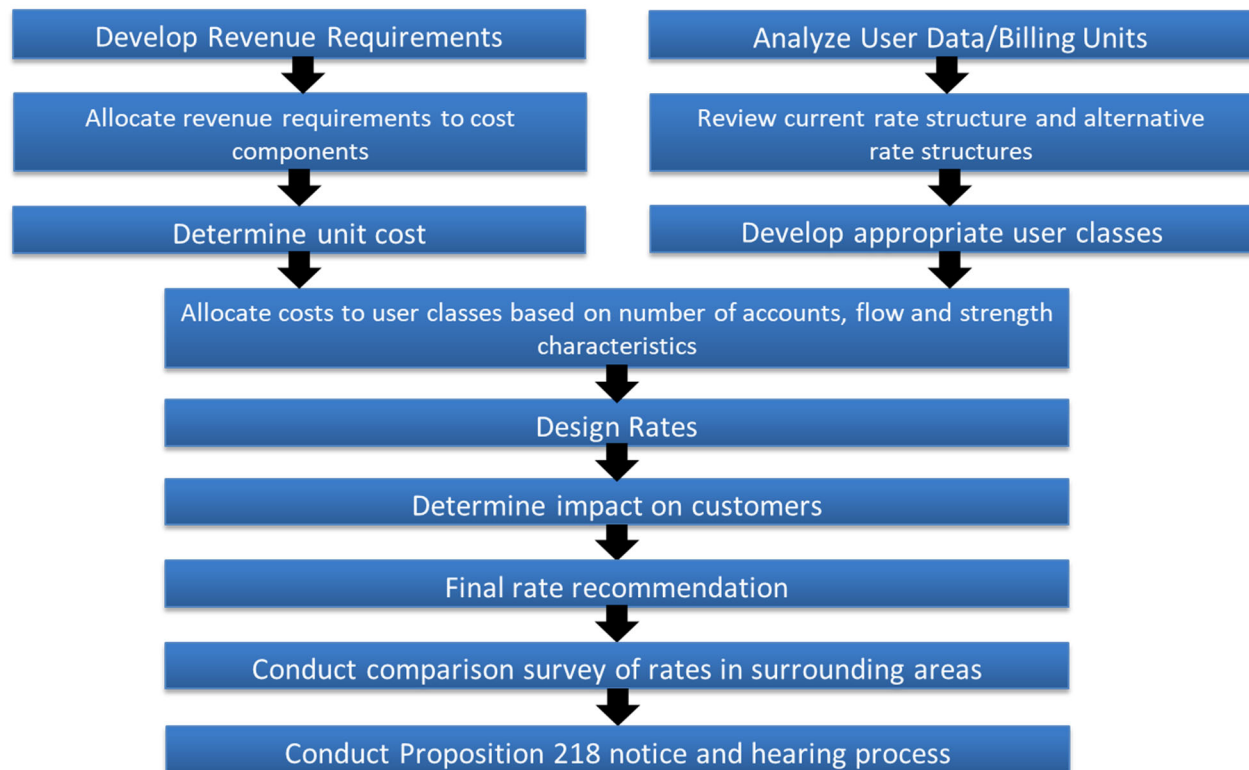 Develop Revenue Requirements
Analyze User Data/Billing Units
Allocate revenue requirements to cost
components
Review current rate structure and alternative
rate structures
Determine unit cost
Develop appropriate user classes
Allocate costs to user classes based on number of accounts, flow and strength
characteristics
Design Rates
Determine impact on customers
Final rate recommendation
Conduct comparison survey of rates in surrounding areas
Conduct Proposition 218 notice and hearing process